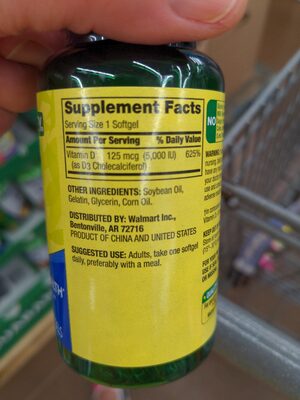 Supplement Facts
Serving Size 1 Softgel
Amount Per Serving % Daily Value
Vitamin D 125 mcg (5,000 IU) 625%
(as D3 Cholecalciferol)
OTHER INGREDIENTS: Soybean Oil,
Gelatin, Glycerin, Corn Oil.
DISTRIBUTED BY: Walmart Inc.,
Bentonville, AR 72716
PRODUCT OF CHINA AND UNITED STATES
SUGGESTED USE: Adults, take one softgel
daily, preferably with a meal.
NO